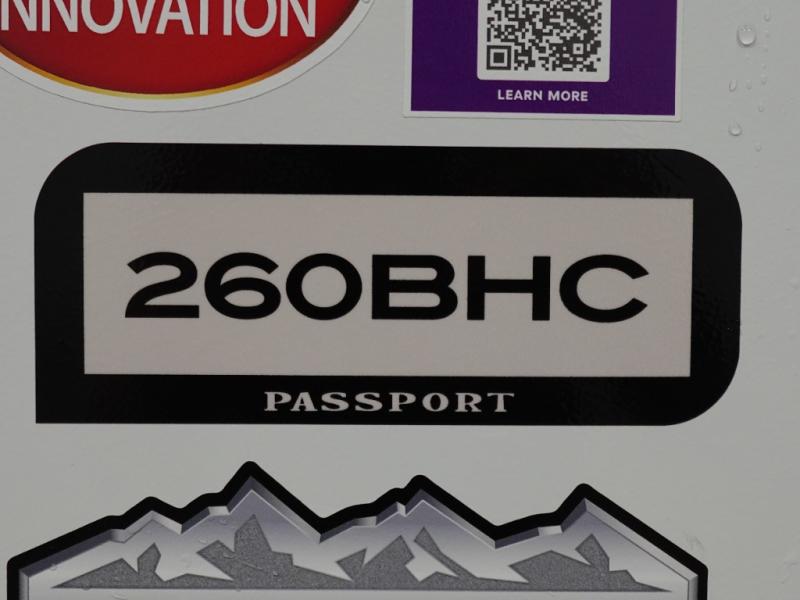 INNOVATION
LEARN MORE
260BHC
PASSPORT